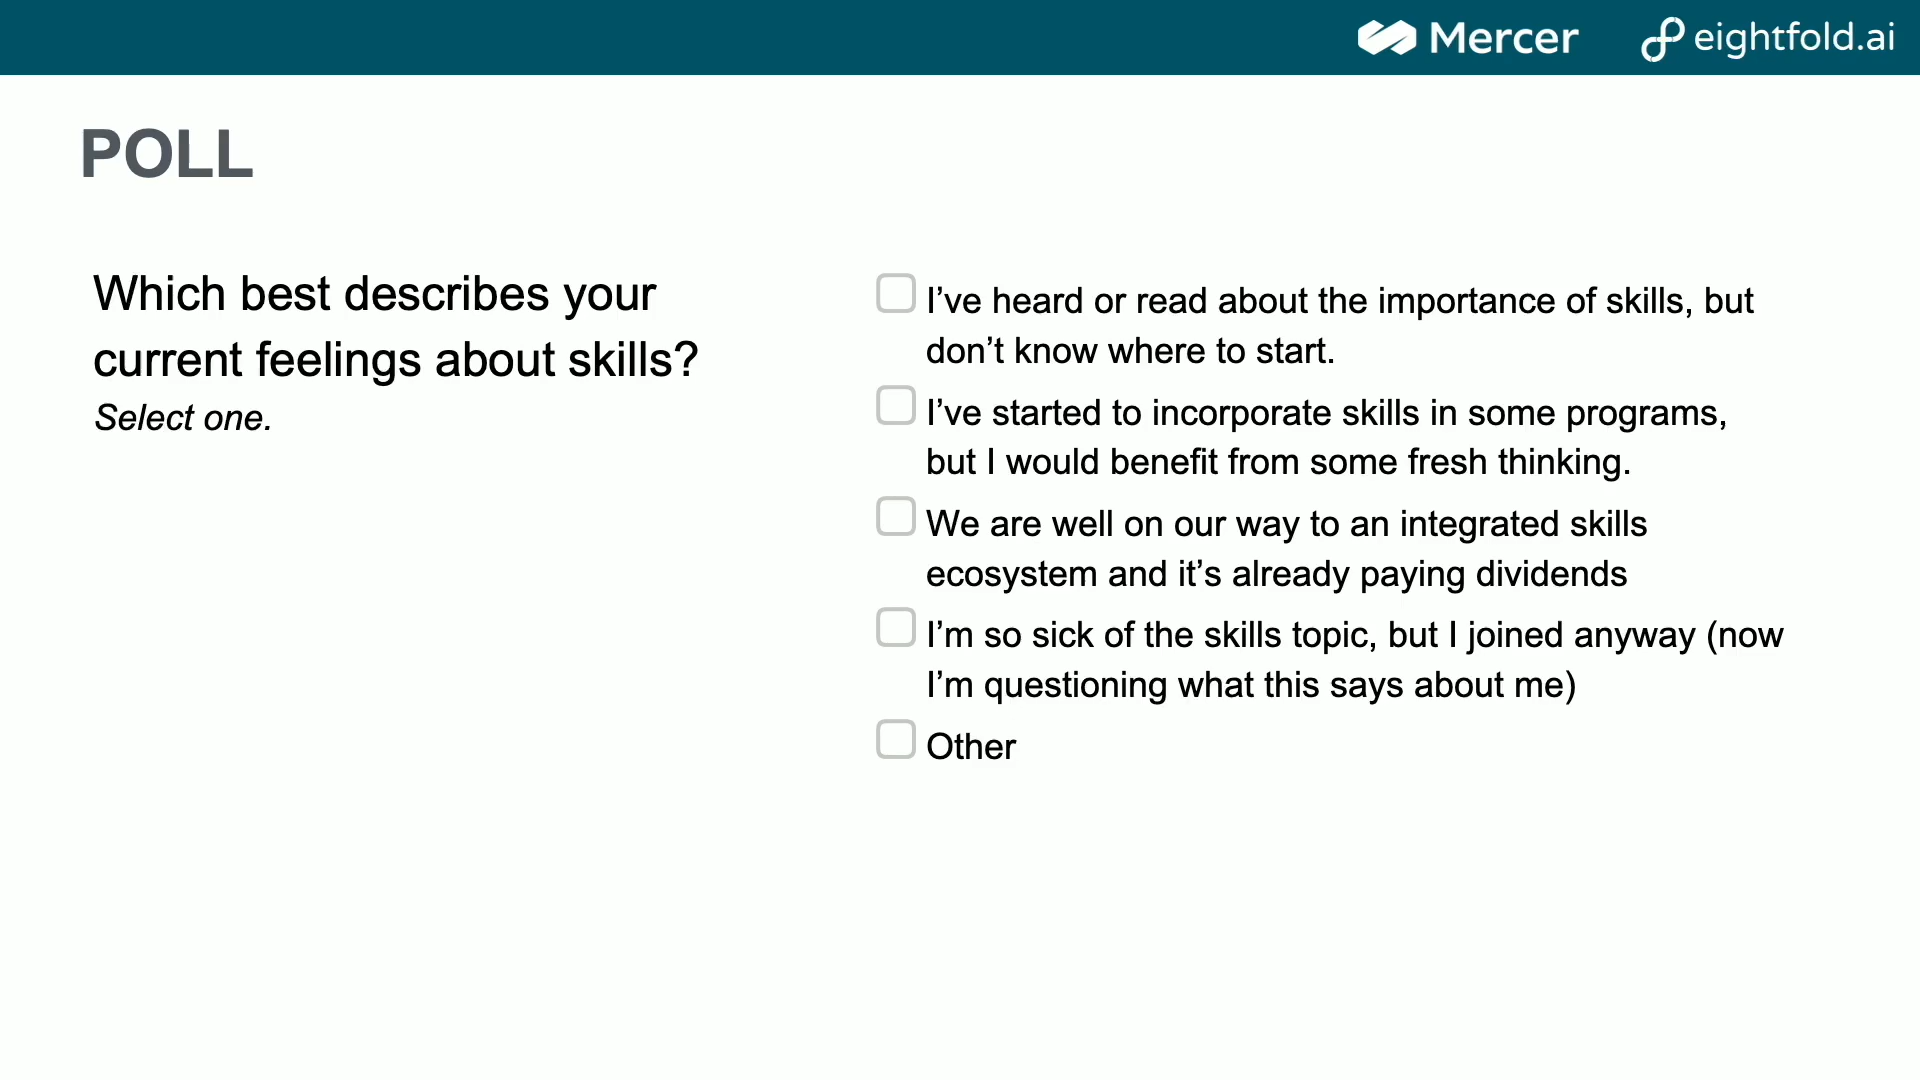 Mercer
eightfold.ai
POLL
Which best describes your
current feelings about skills?
Select one.
I’ve heard or read about the importance of skills, but
don’t know where to start.
I’ve started to incorporate skills in some programs,
but I would benefit from some fresh thinking.
We are well on our way to an integrated skills
ecosystem and it’s already paying dividends
I’m so sick of the skills topic, but I joined anyway (now
I’m questioning what this says about me)
Other